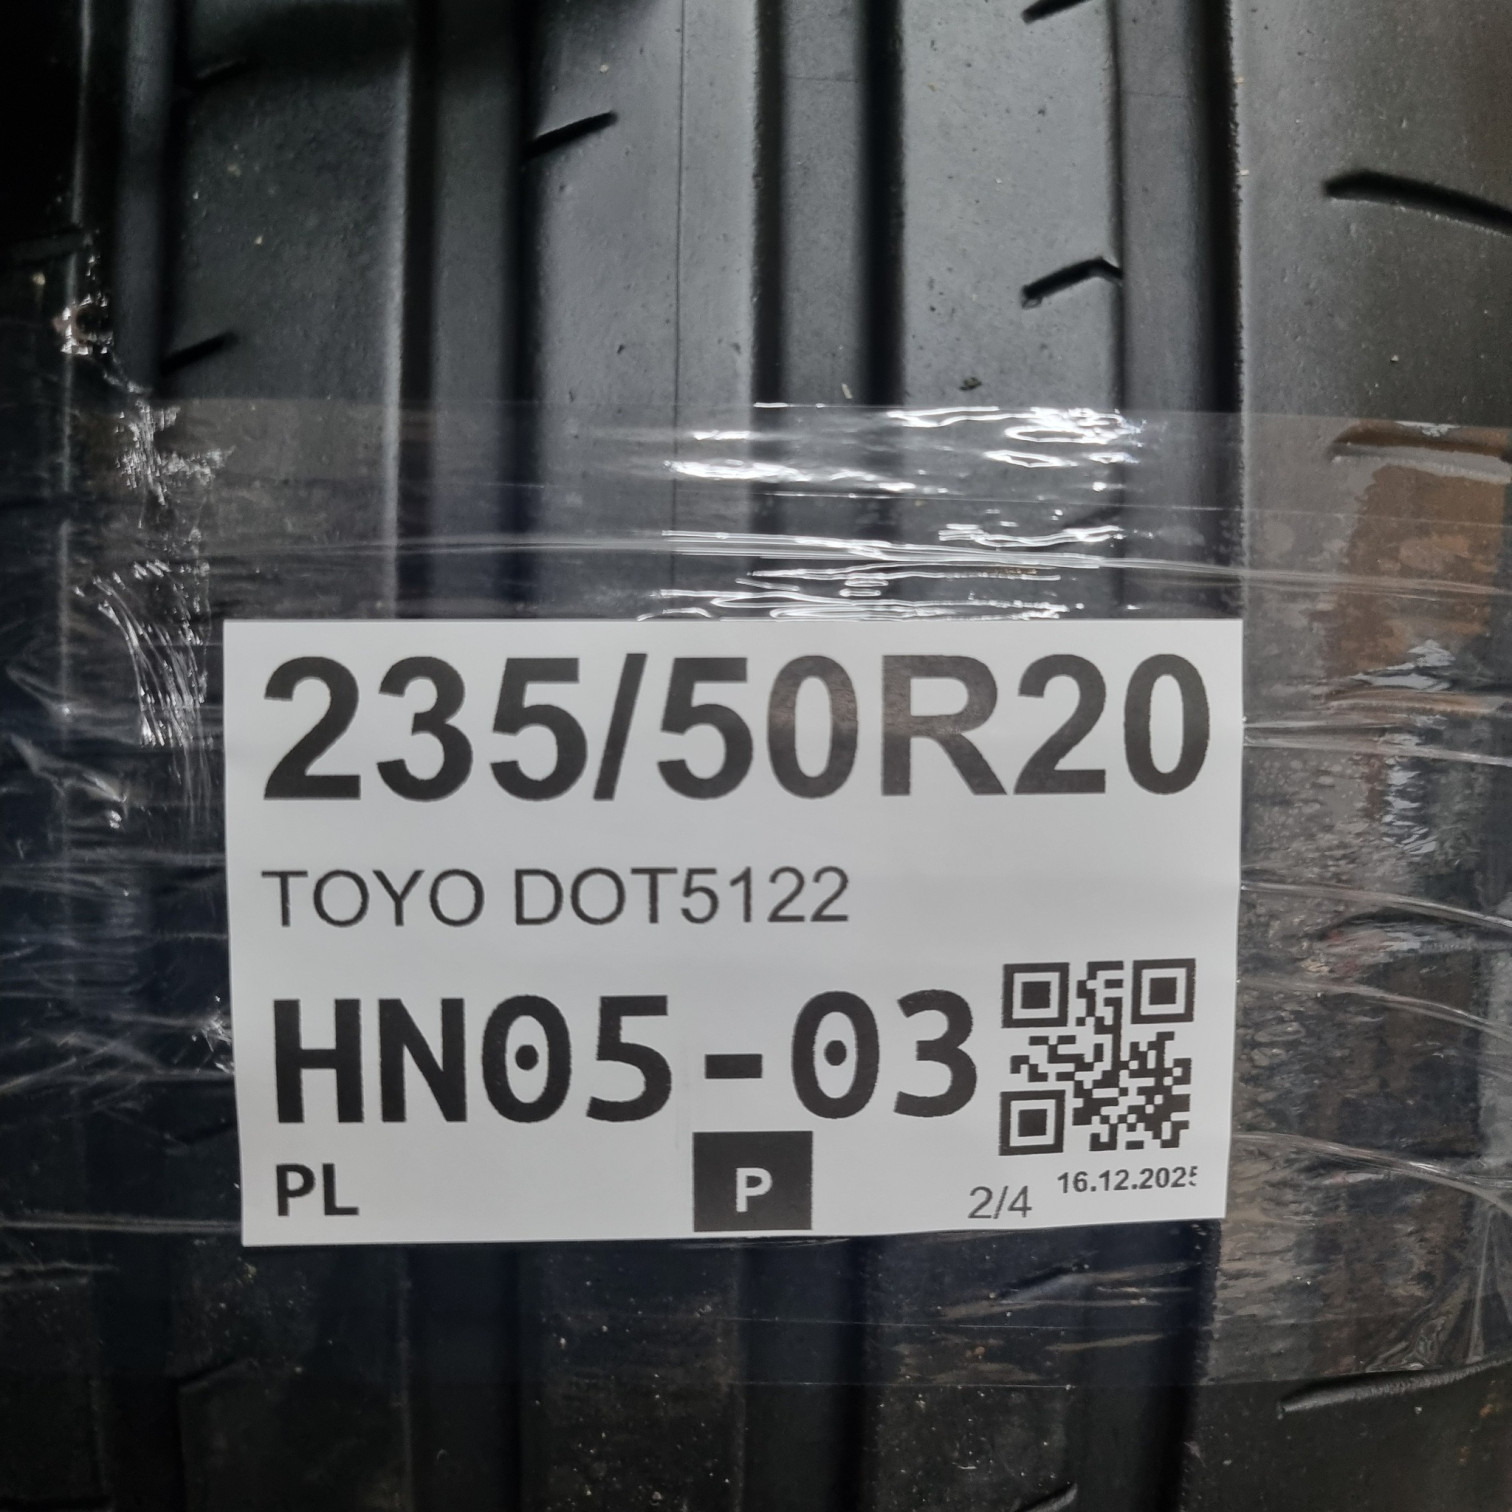 235/50R20
TOYO DOT5122
HN05-03
PL
P
2/4
16.12.2025